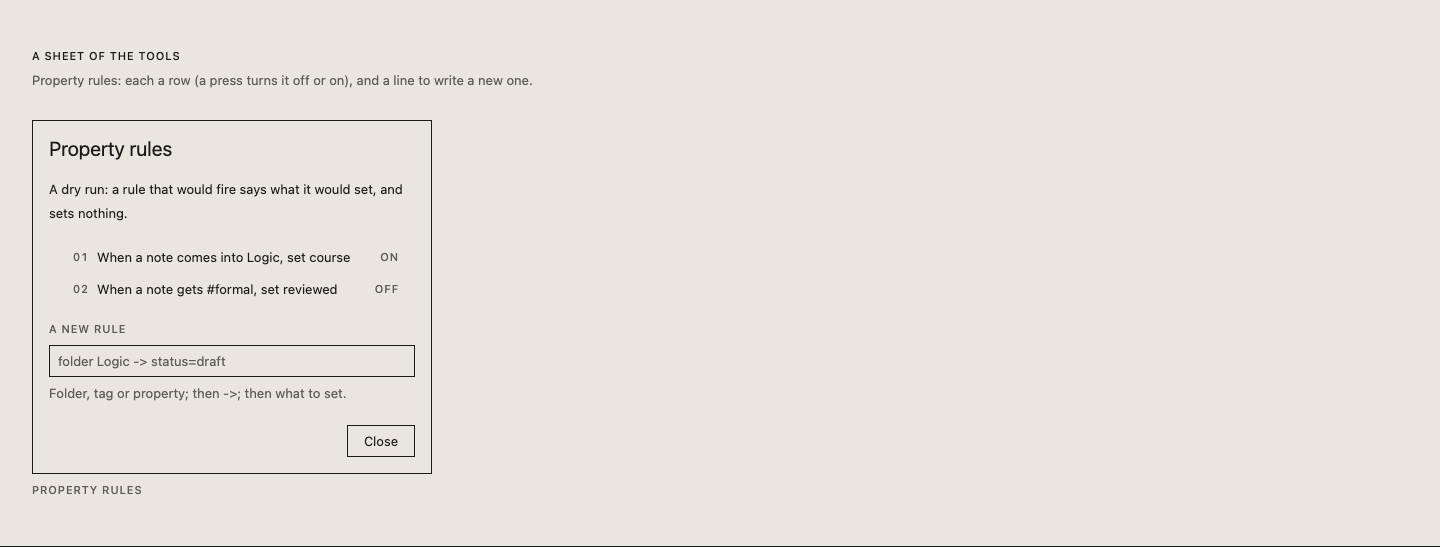 A SHEET OF THE TOOLS
Property rules: each a row (a press turns it off or on), and a line to write a new one.
Property rules
A dry run: a rule that would fire says what it would set, and
sets nothing.
01 When a note comes into Logic, set course ON
02 When a note gets #formal, set reviewed OFF
A NEW RULE
folder Logic -> status=draft
Folder, tag or property; then ->; then what to set.
Close
PROPERTY RULES